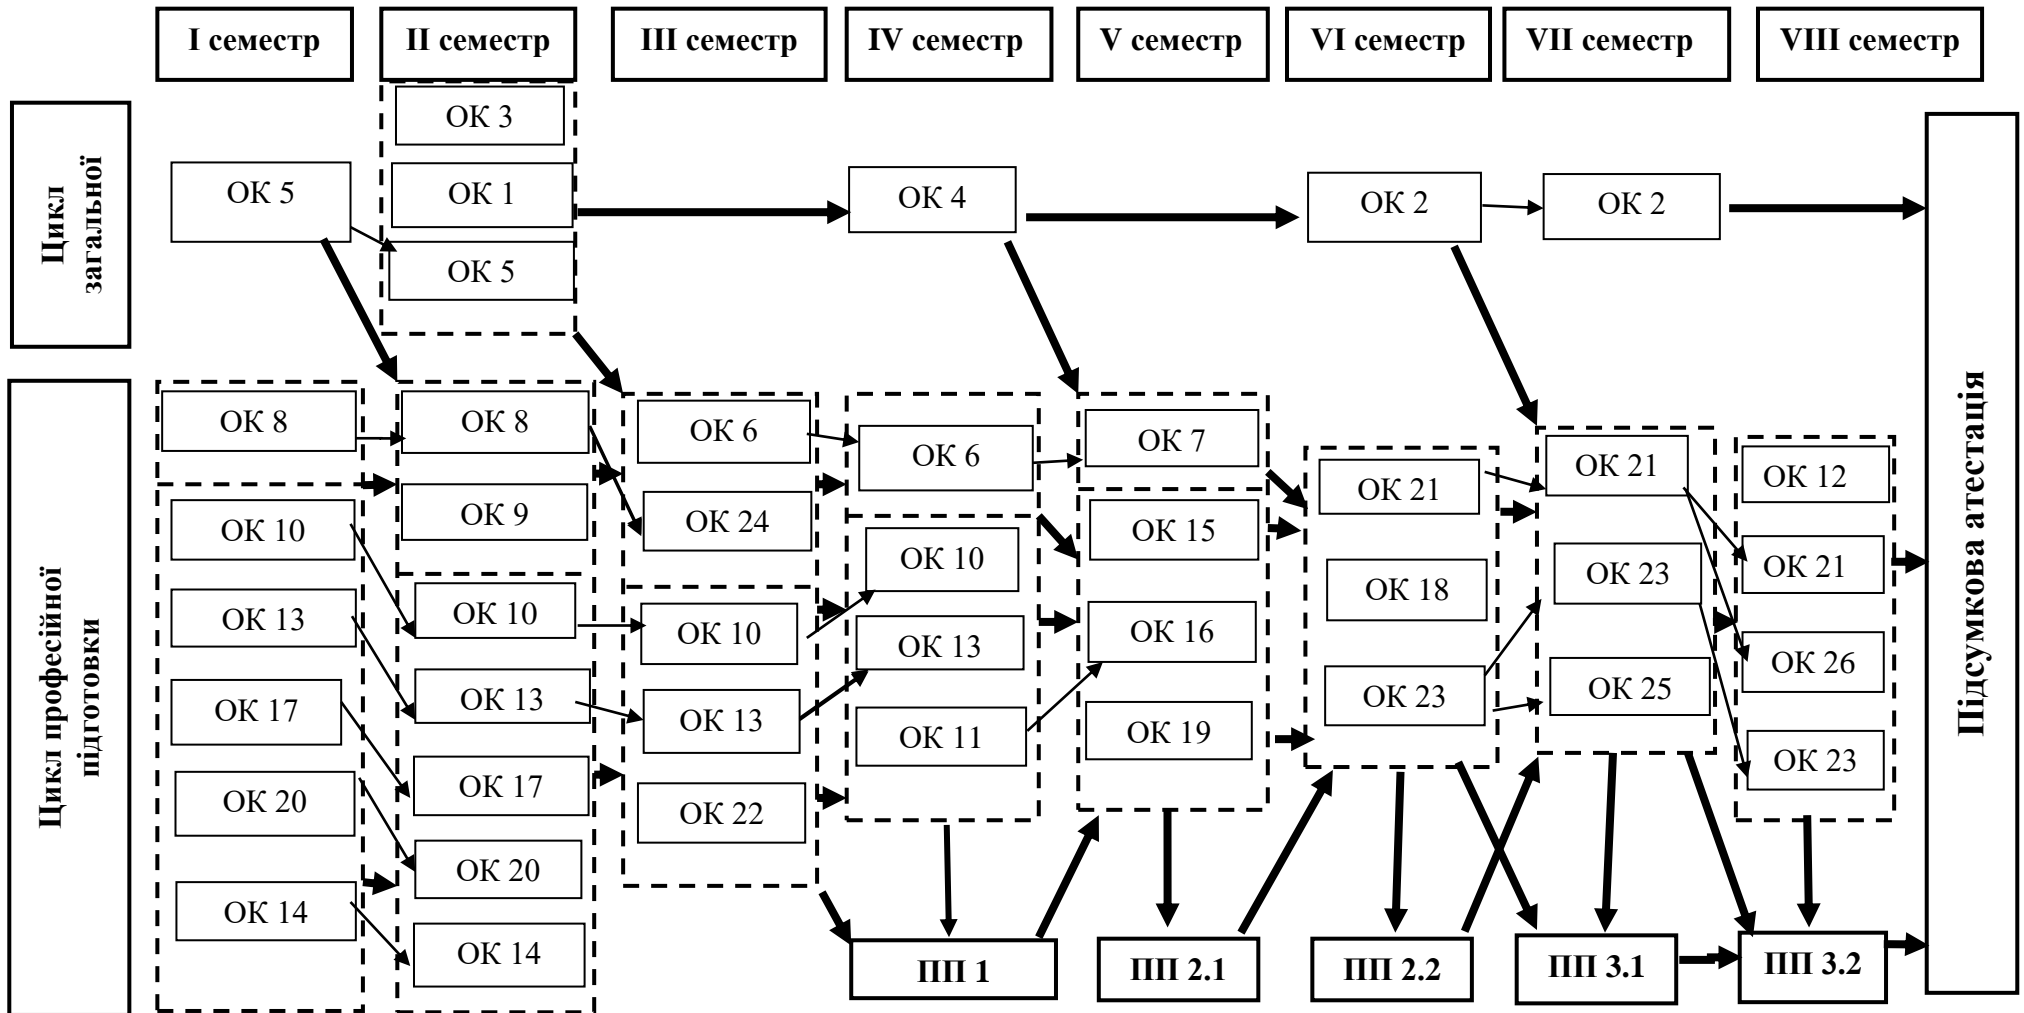 I семестр
II семестр
III семестр
IV семестр
V семестр
VI семестр
VII семестр
VIII семестр
Цикл
загальної
ОК 5
ОК 3
ОК 1
ОК 5
ОК 4
ОК 2
ОК 2
Цикл професійної
підготовки
ОК 8
ОК 10
ОК 13
ОК 17
ОК 20
ОК 14
ОК 8
ОК 9
ОК 10
ОК 13
ОК 17
ОК 20
ОК 14
ОК 6
ОК 24
ОК 10
ОК 13
ОК 22
ОК 6
ОК 10
ОК 13
ОК 11
ОК 7
ОК 15
ОК 16
ОК 19
ОК 21
ОК 18
ОК 23
ОК 21
ОК 23
ОК 25
ОК 12
ОК 21
ОК 26
ОК 23
ПП 1
ПП 2.1
ПП 2.2
ПП 3.1
ПП 3.2
Підсумкова атестація